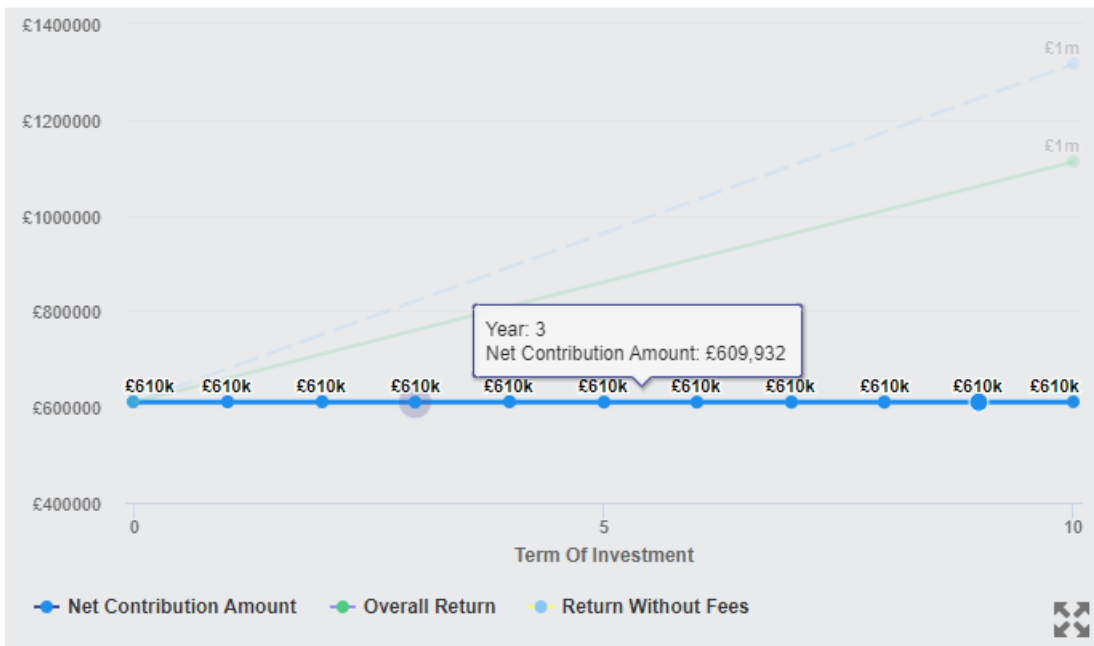 £1400000
£1m
£1200000
£1m
£1000000
£800000
Year: 3
Net Contribution Amount: £609,932
£610k £610k £610k £610k £610k £610k £610k £610k £610k £610k £610k
£600000
£400000
0 5 10
Term Of Investment
Net Contribution Amount Overall Return Return Without Fees